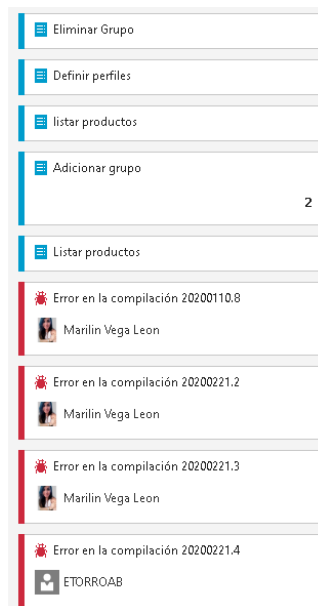 Eliminar Grupo
Definir perfiles
listar productos
Adicionar grupo
2
Listar productos
Error en la compilación 20200110.8
Marilin Vega Leon
Error en la compilación 20200221.2
Marilin Vega Leon
Error en la compilación 20200221.3
Marilin Vega Leon
Error en la compilación 20200221.4
ETORROAB